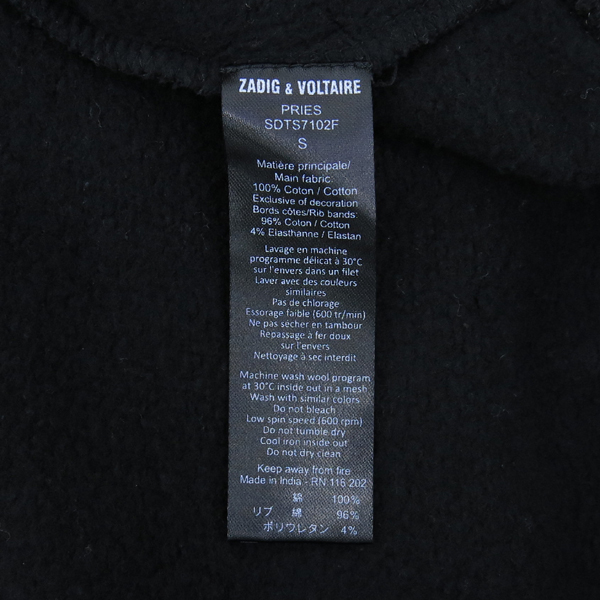 ZADIG & VOLTAIRE
PRIES
SDTS7102F
S
Matière principale/
Main fabric:
100% Coton / Cotton
Exclusive of decoration
Bords côtes/Rib bands:
96% Coton / Cotton
4% Elasthanne / Elastan
Lavage en machine
programme délicat à 30°C
sur l'envers dans un filet
Laver avec des couleurs
similaires
Pas de chlorage
Essorage faible (600 tr/min)
Ne pas sécher en tambour
Repassage à fer doux
sur l'envers
Nettoyage à sec interdit
Machine wash wool program
at 30°C inside out in a mesh
Wash with similar colors
Do not bleach
Low spin speed (600 rpm)
Do not tumble dry
Cool iron inside out
Do not dry clean
Keep away from fire
Made in India - RN 116 202
綿 100%
リブ 綿 96%
ポリウレタン 4%